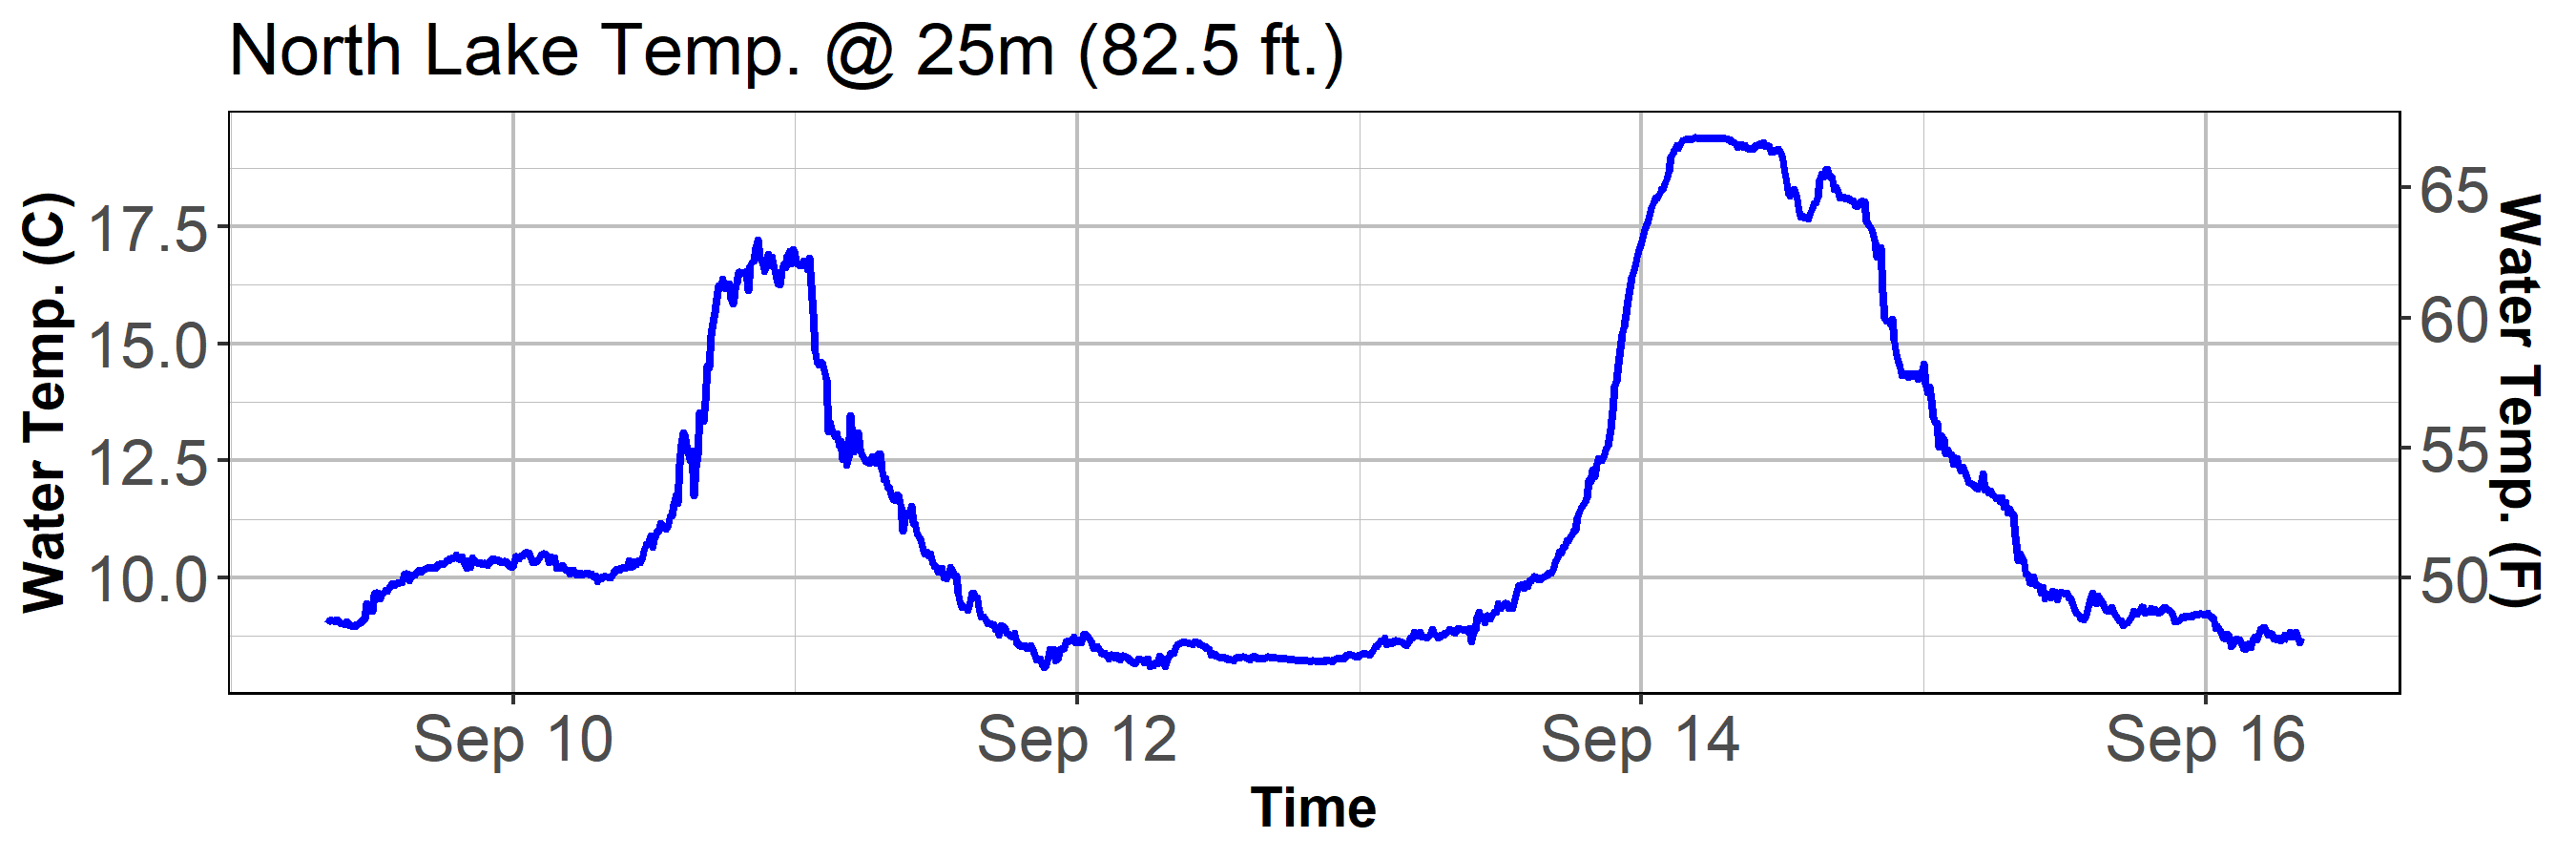 North Lake Temp. @ 25m (82.5 ft.)
Water Temp. (C)
17.5
15.0
12.5
10.0
65
60
55
50
Water Temp. (F)
Sep 10 Sep 12 Sep 14 Sep 16
Time